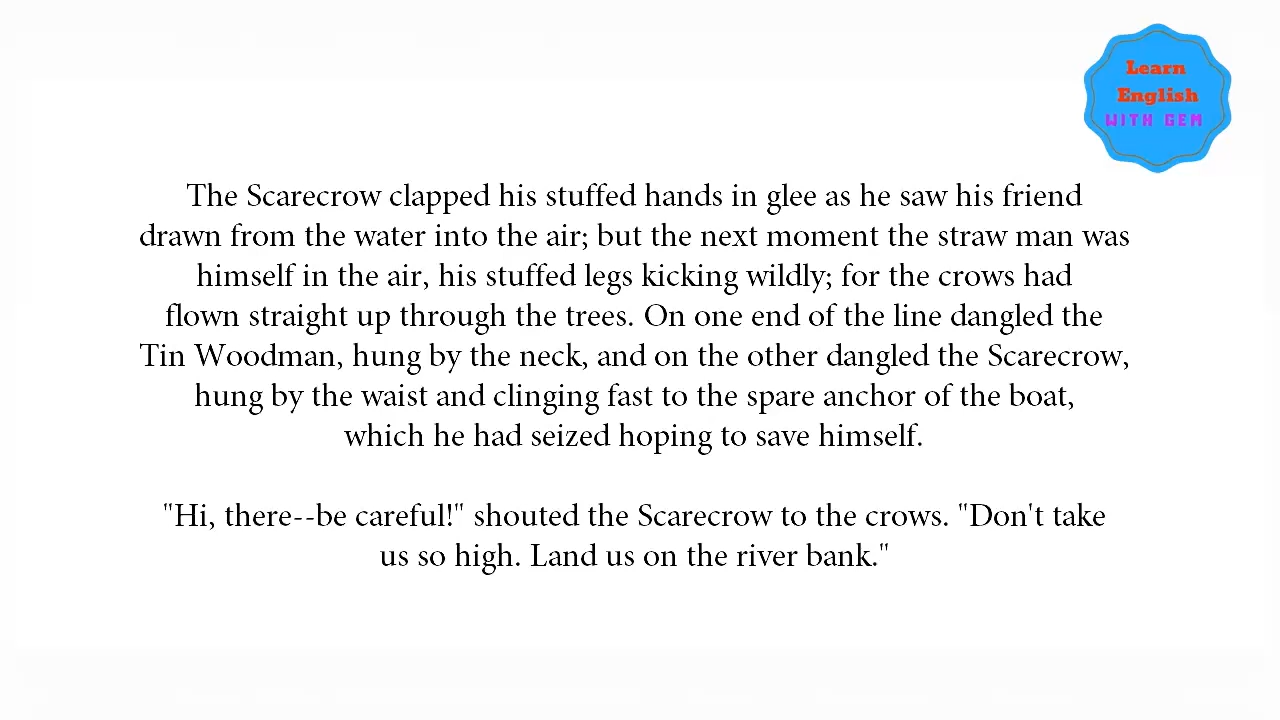 Learn
English
WITH GEM
The Scarecrow clapped his stuffed hands in glee as he saw his friend
drawn from the water into the air; but the next moment the straw man was
himself in the air, his stuffed legs kicking wildly; for the crows had
flown straight up through the trees. On one end of the line dangled the
Tin Woodman, hung by the neck, and on the other dangled the Scarecrow,
hung by the waist and clinging fast to the spare anchor of the boat,
which he had seized hoping to save himself.
"Hi, there--be careful!" shouted the Scarecrow to the crows. "Don't take
us so high. Land us on the river bank."